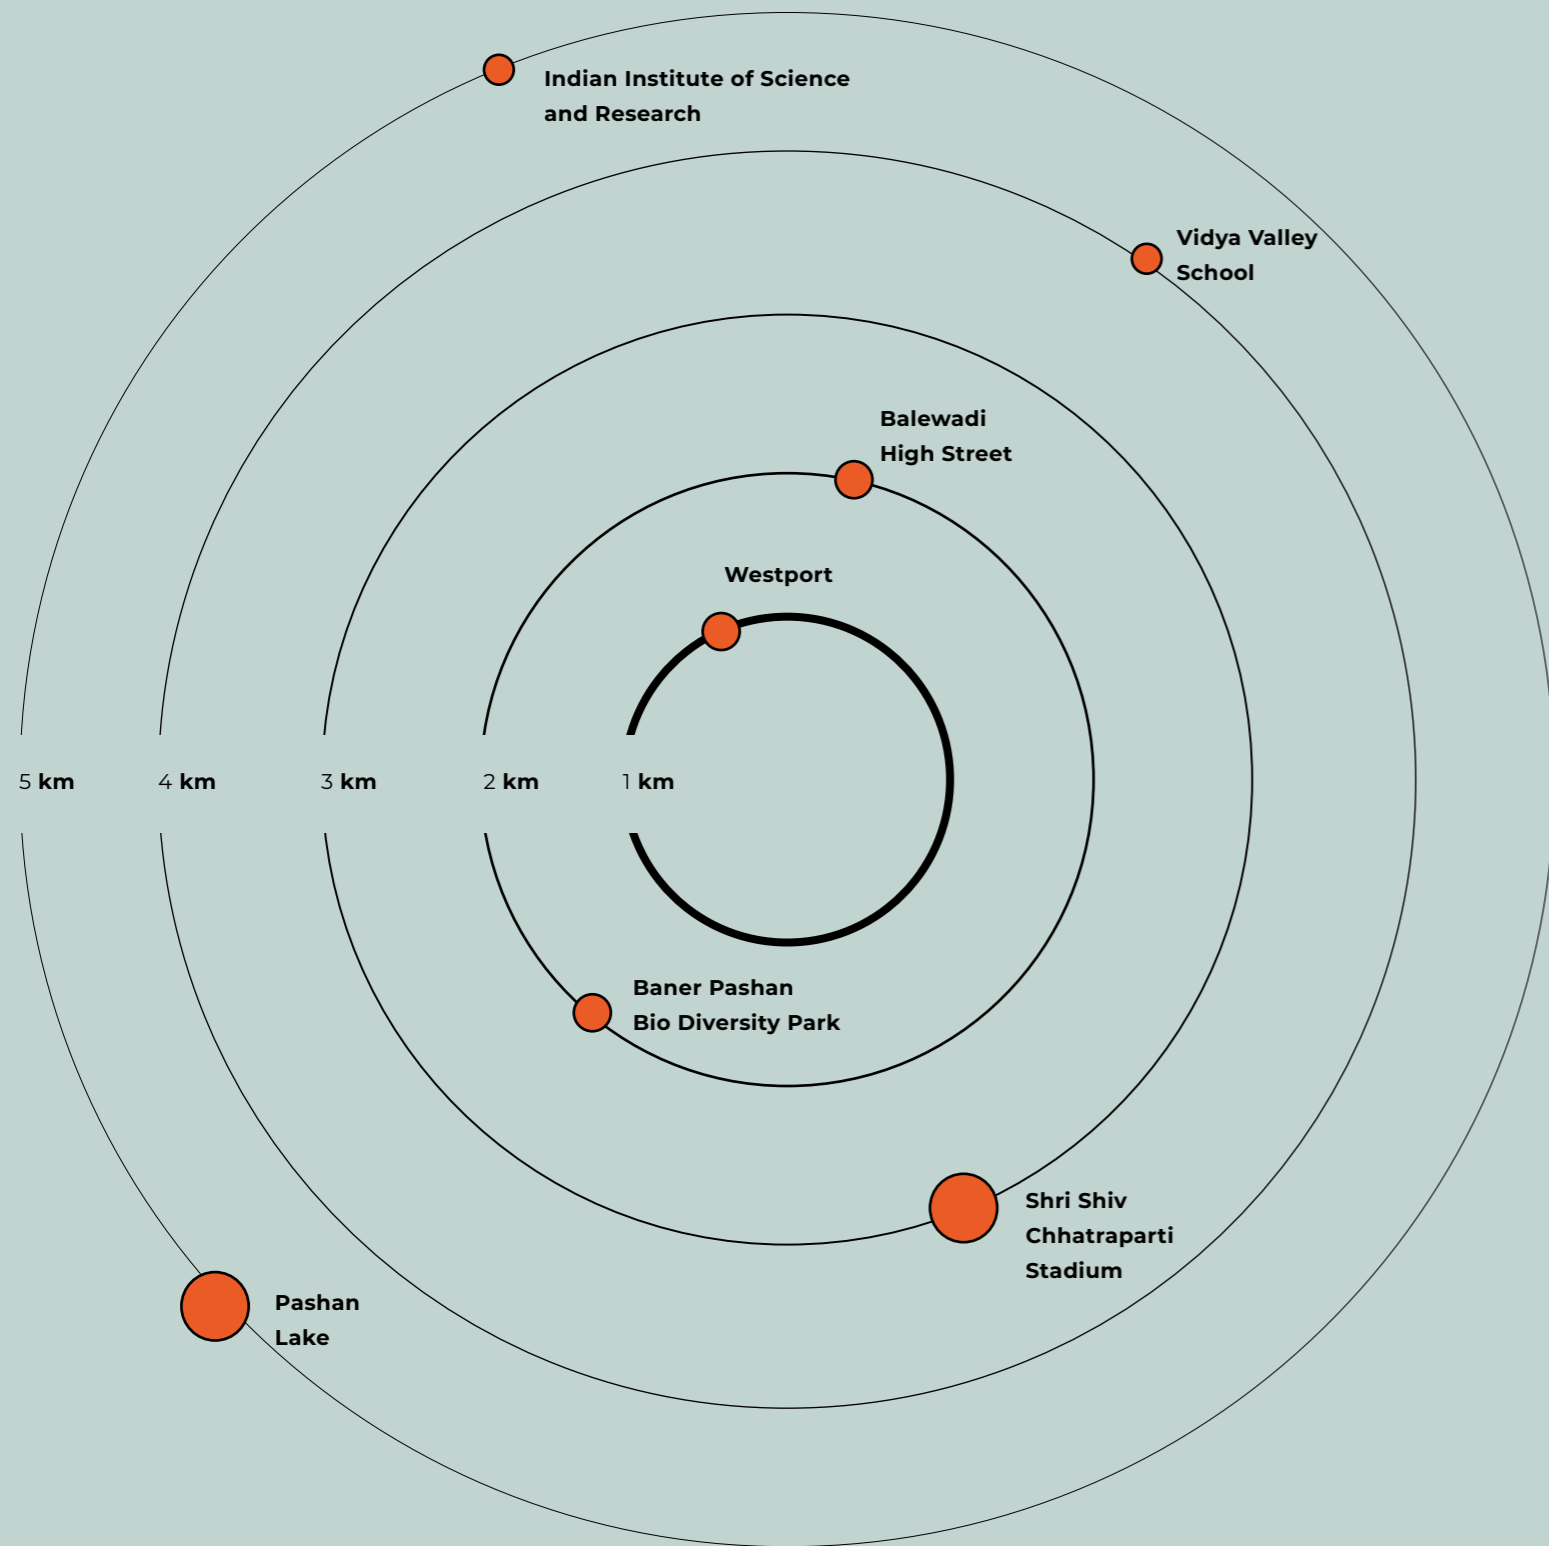 Indian Institute of Science
and Research
Vidya Valley
School
Balewadi
High Street
Westport
5 km
4 km
3 km
2 km
1 km
Baner Pashan
Bio Diversity Park
Shri Shiv
Chhatraparti
Stadium
Pashan
Lake